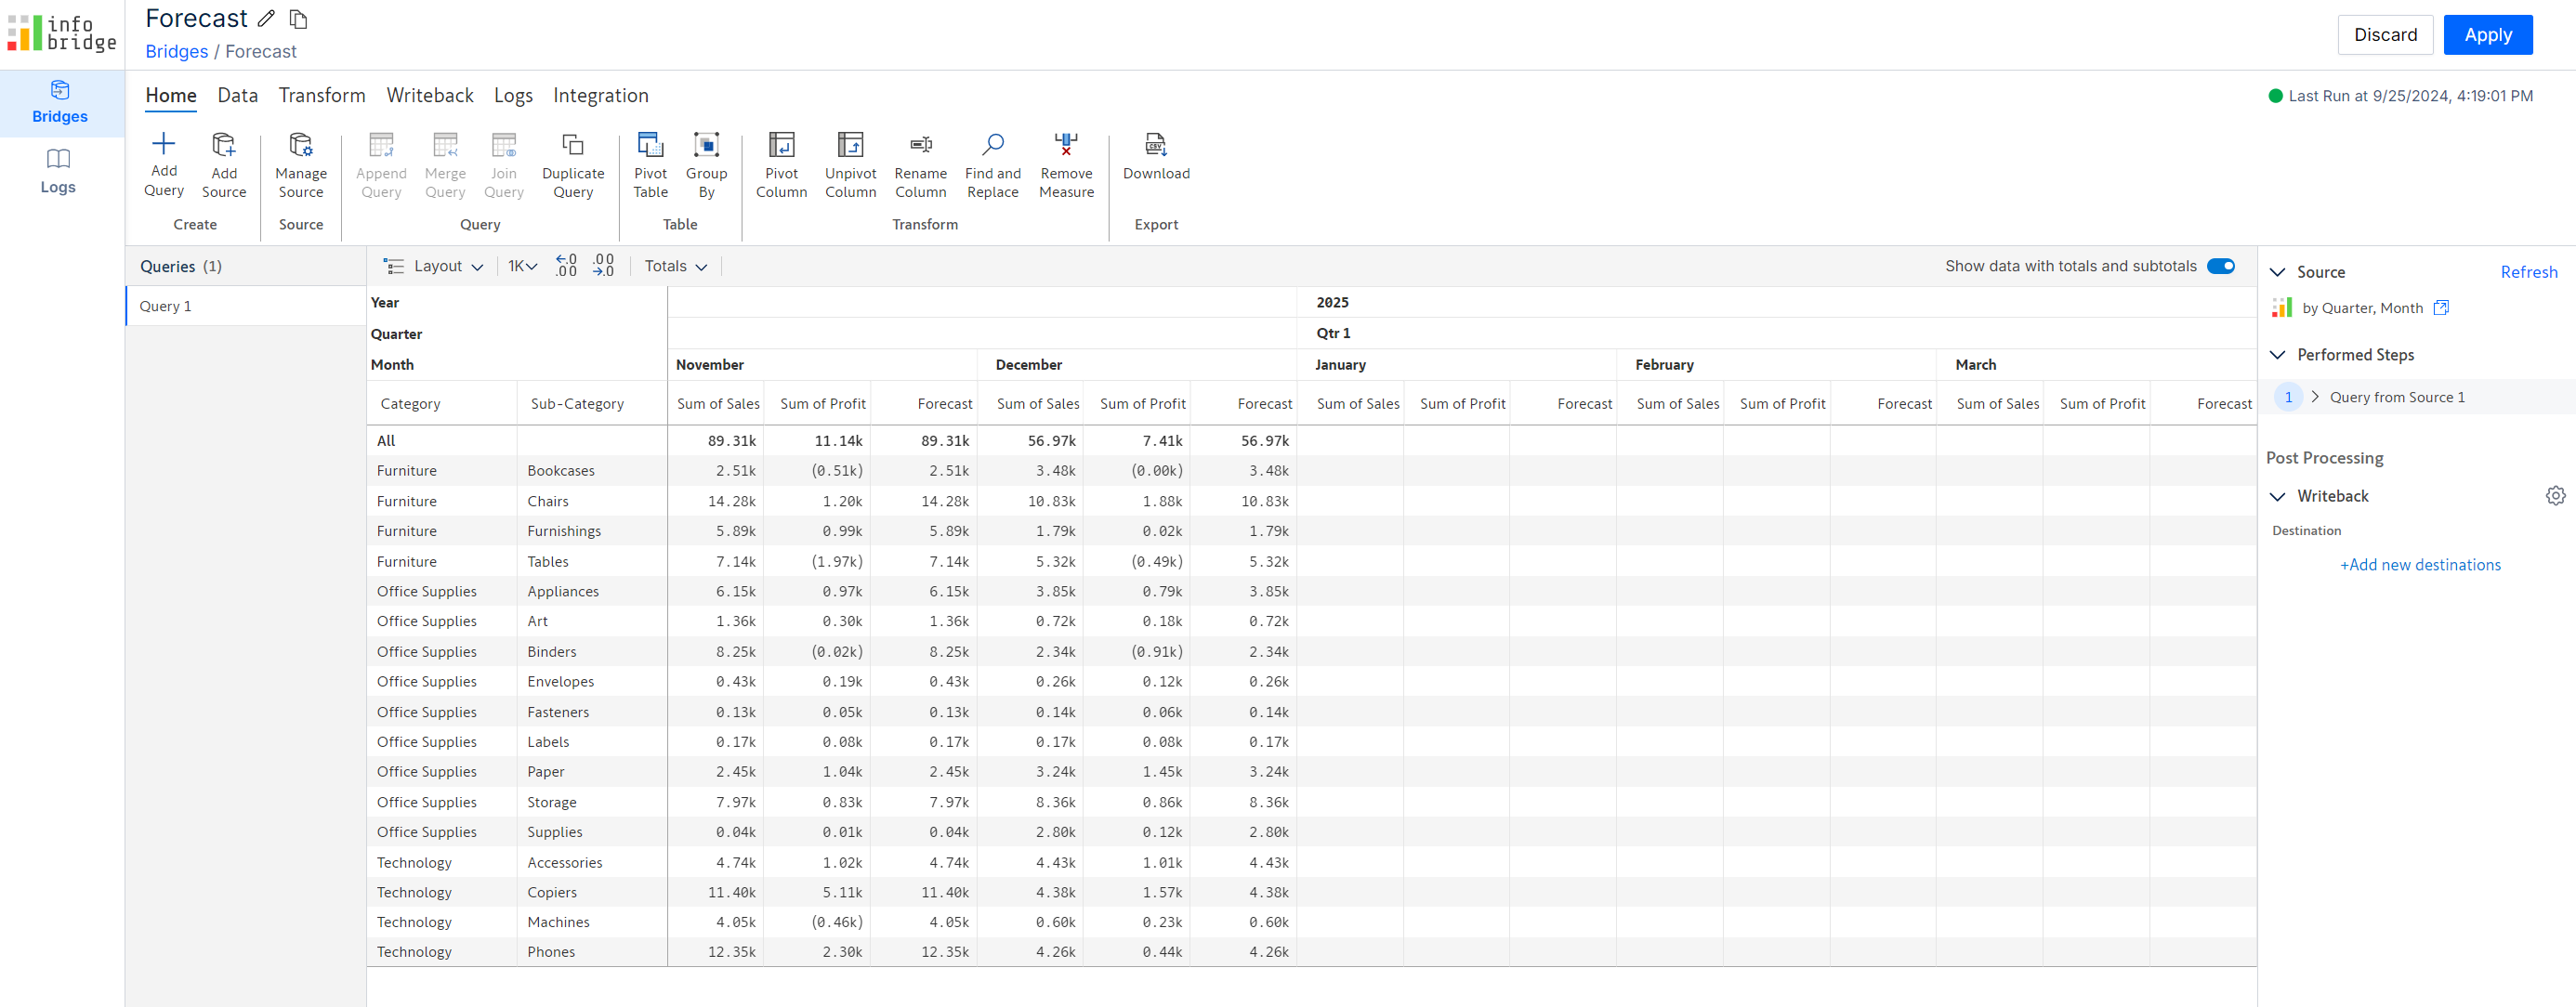 info
bridge
Forecast
Bridges / Forecast
Discard
Apply
Bridges
Logs
Home Data Transform Writeback Logs Integration
Last Run at 9/25/2024, 4:19:01 PM
Add Query
Add Source
Manage Source
Append Query
Merge Query
Join Query
Duplicate Query
Pivot Table
Group By
Pivot Column
Unpivot Column
Rename Column
Find and Replace
Remove Measure
Download
Create Source Query Table Transform Export
Queries (1)
Query 1
Layout 1K .0 .00 .00 .0 Totals
Show data with totals and subtotals
Year 2025
Quarter Qtr 1
Month November December January February March
Category Sub-Category Sum of Sales Sum of Profit Forecast Sum of Sales Sum of Profit Forecast Sum of Sales Sum of Profit Forecast Sum of Sales Sum of Profit Forecast Sum of Sales Sum of Profit Forecast
All 89.31k 11.14k 89.31k 56.97k 7.41k 56.97k
Furniture Bookcases 2.51k (0.51k) 2.51k 3.48k (0.00k) 3.48k
Furniture Chairs 14.28k 1.20k 14.28k 10.83k 1.88k 10.83k
Furniture Furnishings 5.89k 0.99k 5.89k 1.79k 0.02k 1.79k
Furniture Tables 7.14k (1.97k) 7.14k 5.32k (0.49k) 5.32k
Office Supplies Appliances 6.15k 0.97k 6.15k 3.85k 0.79k 3.85k
Office Supplies Art 1.36k 0.30k 1.36k 0.72k 0.18k 0.72k
Office Supplies Binders 8.25k (0.02k) 8.25k 2.34k (0.91k) 2.34k
Office Supplies Envelopes 0.43k 0.19k 0.43k 0.26k 0.12k 0.26k
Office Supplies Fasteners 0.13k 0.05k 0.13k 0.14k 0.06k 0.14k
Office Supplies Labels 0.17k 0.08k 0.17k 0.17k 0.08k 0.17k
Office Supplies Paper 2.45k 1.04k 2.45k 3.24k 1.45k 3.24k
Office Supplies Storage 7.97k 0.83k 7.97k 8.36k 0.86k 8.36k
Office Supplies Supplies 0.04k 0.01k 0.04k 2.80k 0.12k 2.80k
Technology Accessories 4.74k 1.02k 4.74k 4.43k 1.01k 4.43k
Technology Copiers 11.40k 5.11k 11.40k 4.38k 1.57k 4.38k
Technology Machines 4.05k (0.46k) 4.05k 0.60k 0.23k 0.60k
Technology Phones 12.35k 2.30k 12.35k 4.26k 0.44k 4.26k
Source Refresh
by Quarter, Month
Performed Steps
1 Query from Source 1
Post Processing
Writeback
Destination
+Add new destinations